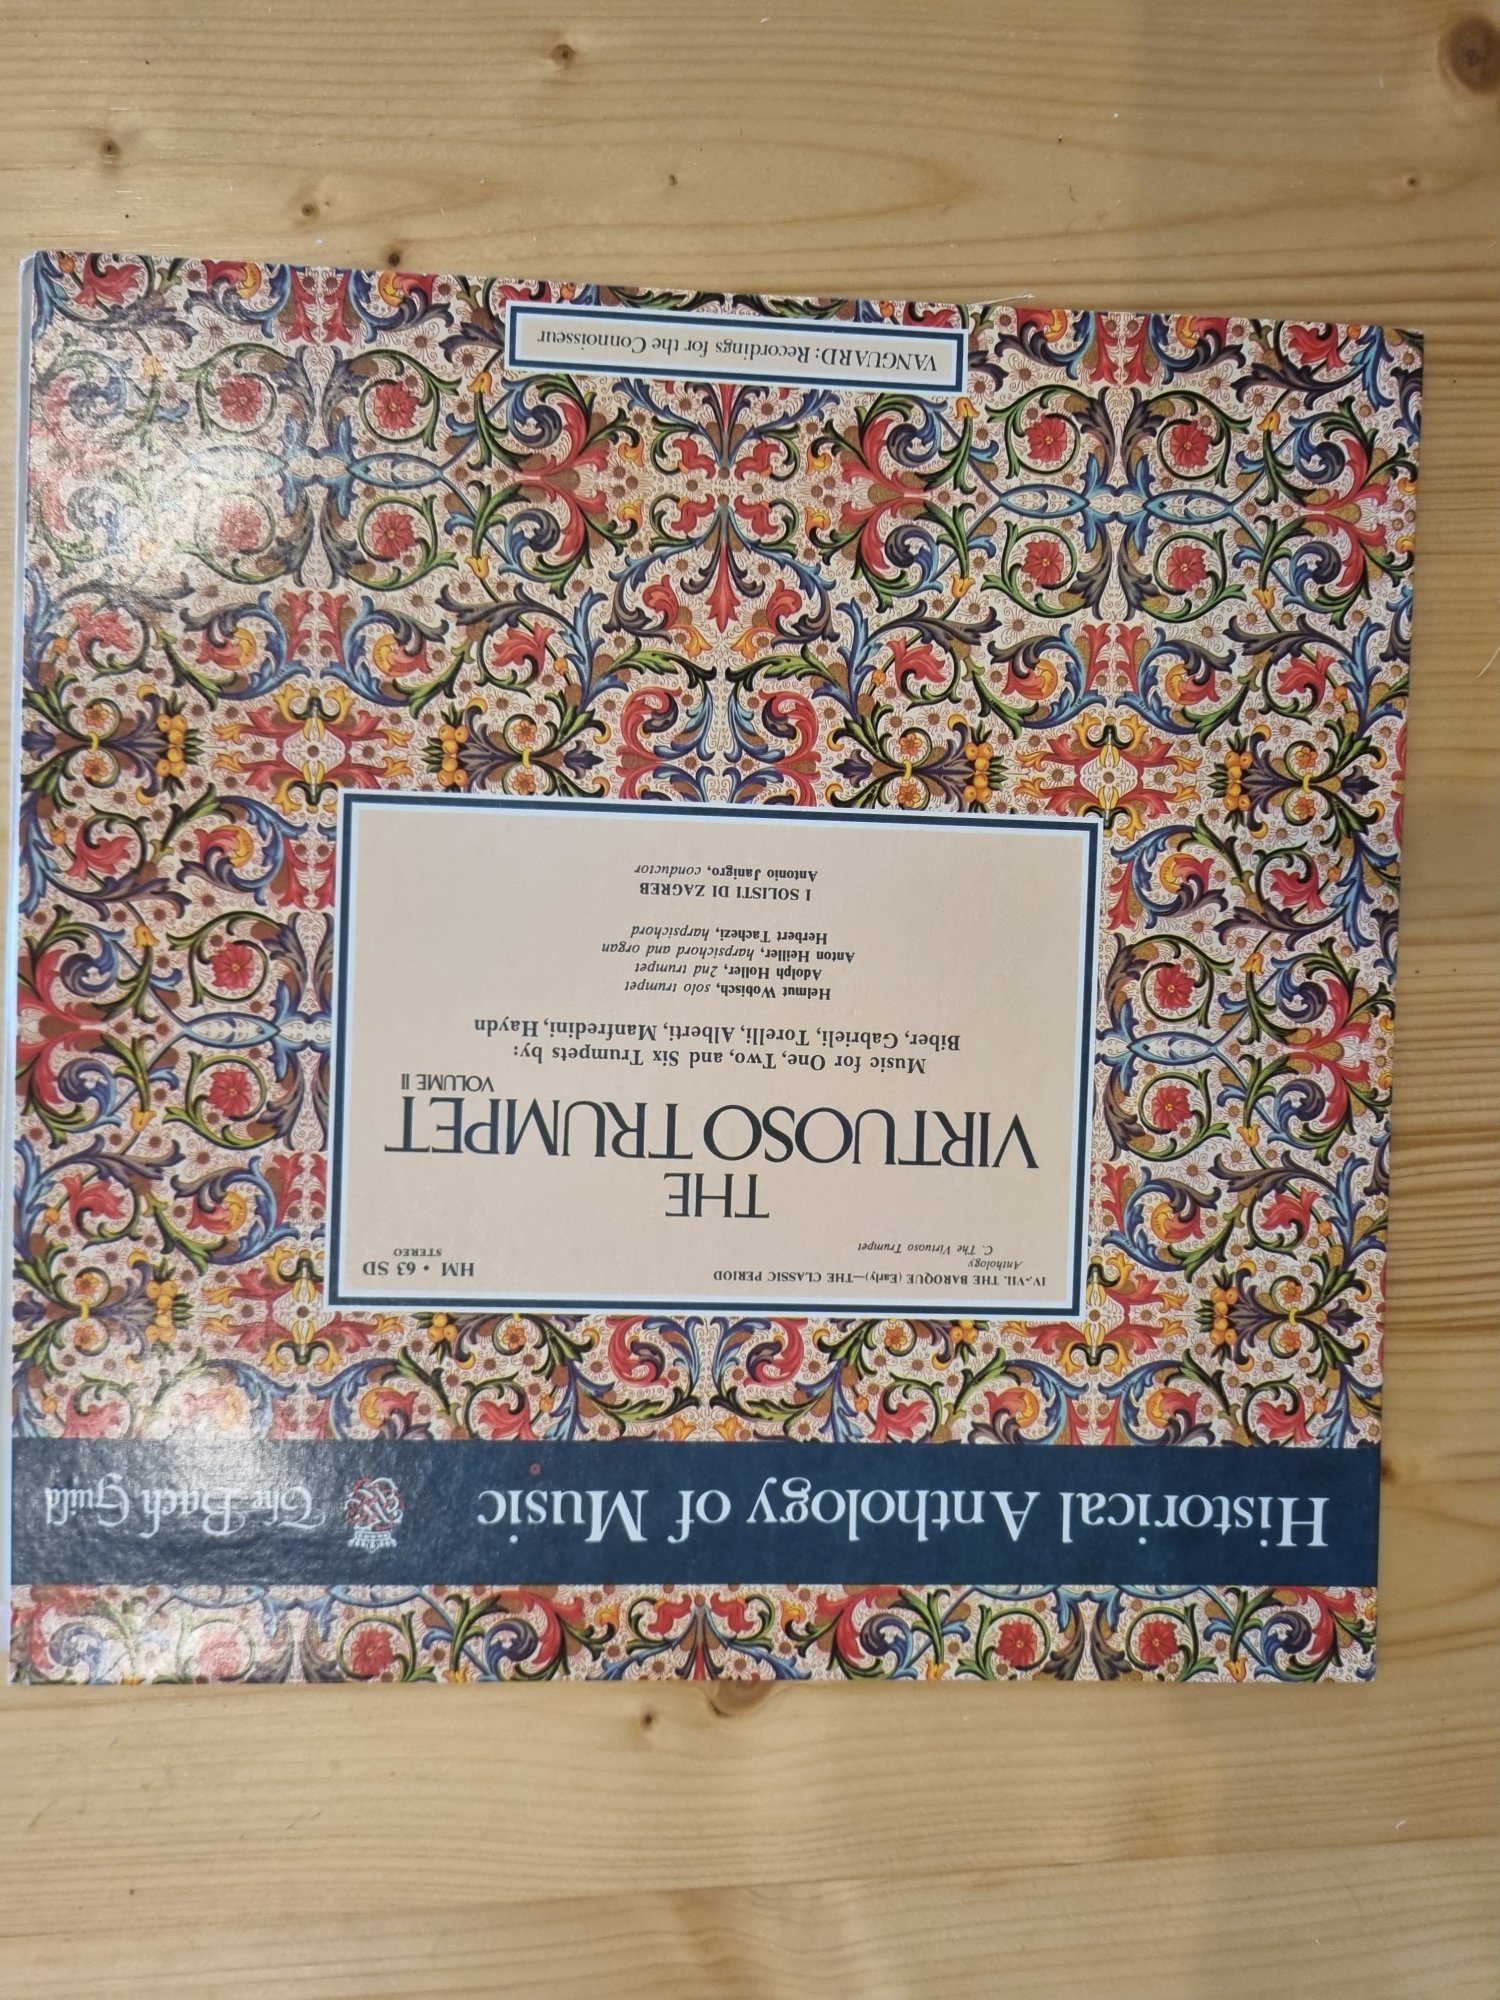 Historical Anthology of Music
The Bach Guild
IV.-VII. THE BAROQUE (Early)—THE CLASSIC PERIOD
Anthology
C. The Virtuoso Trumpet
HM • 63 SD
STEREO
THE
VIRTUOSO TRUMPET
VOLUME II
Music for One, Two, and Six Trumpets by:
Biber, Gabrieli, Torelli, Alberti, Manfredini, Haydn
Helmut Wobisch, solo trumpet
Adolph Holler, 2nd trumpet
Anton Heiller, harpsichord and organ
Herbert Tachezi, harpsichord
I SOLISTI DI ZAGREB
Antonio Janigro, conductor
VANGUARD: Recordings for the Connoisseur